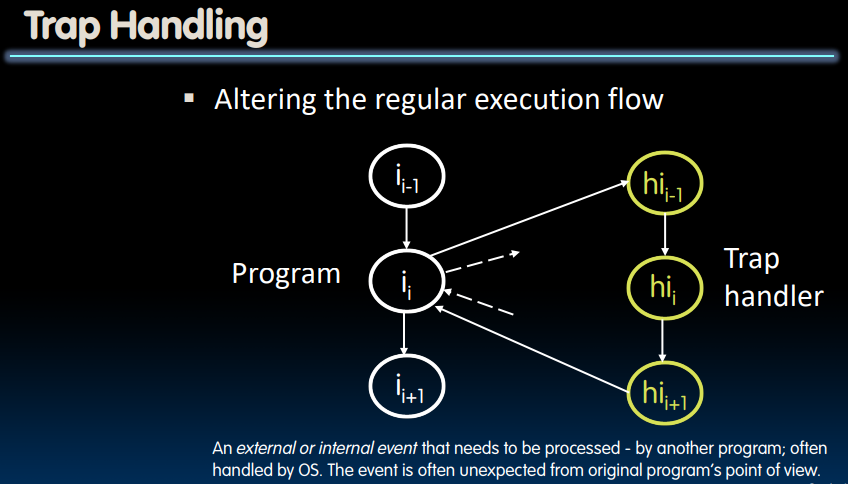 Trap Handling
▪ Altering the regular execution flow
i_{i-1}
hi_{i-1}
Program
i_i
hi_i
Trap
handler
i_{i+1}
hi_{i+1}
An external or internal event that needs to be processed - by another program; often
handled by OS. The event is often unexpected from original program's point of view.